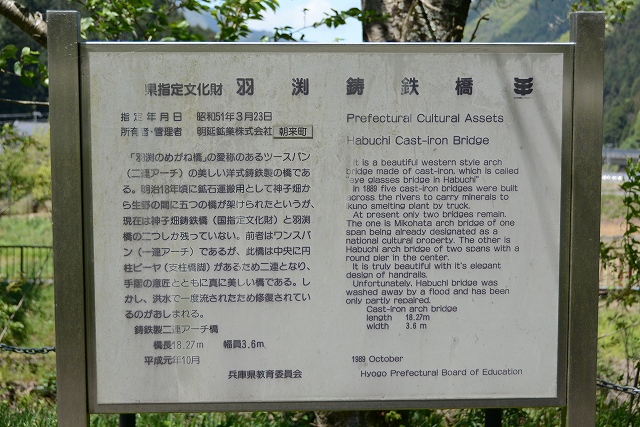 県指定文化財 羽渕鋳鉄橋
指定年月日 昭和51年3月23日
所有者・管理者 明延鉱業株式会社 朝来町
「羽渕のめがね橋」の愛称のあるツースパン
(二連アーチ)の美しい洋式鋳鉄製の橋であ
る。明治18年頃に鉱石運搬用として神子畑か
ら生野の間に五つの橋が架けられたというが、
現在は神子畑鋳鉄橋(国指定文化財)と羽渕
橋の二つしか残っていない。前者はワンスパ
ン(一連アーチ)であるが、此橋は中央に円
柱ピーヤ(支柱橋脚)があるため二連となり、
手摺の意匠とともに真に美しい橋である。し
かし、洪水で一度流されたため修復されてい
るのがおしまれる。
鋳鉄製二連アーチ橋
橋長18.27m 幅員3.6m
平成元年10月
兵庫県教育委員会
Prefectural Cultural Assets
Habuchi Cast-iron Bridge
It is a beautiful western style arch
bridge made of cast-iron, which is called
"eye glasses bridge in Habuchi"
In 1889 five cast-iron bridges were built
across the rivers to carry minerals to
kuno smelting plant by truck.
At present only two bridges remain.
The one is Mikohata arch bridge of one
span being already designated as a
national cultural property. The other is
Habuchi arch bridge of two spans with a
round pier in the center.
It is truly beautiful with it's elegant
design of handrails.
Unfortunately, Habuchi bridge was
washed away by a flood and has been
only partly repaired.
Cast-iron arch bridge
length 18.27m
width 3.6 m
1989 October
Hyogo Prefectural Board of Education